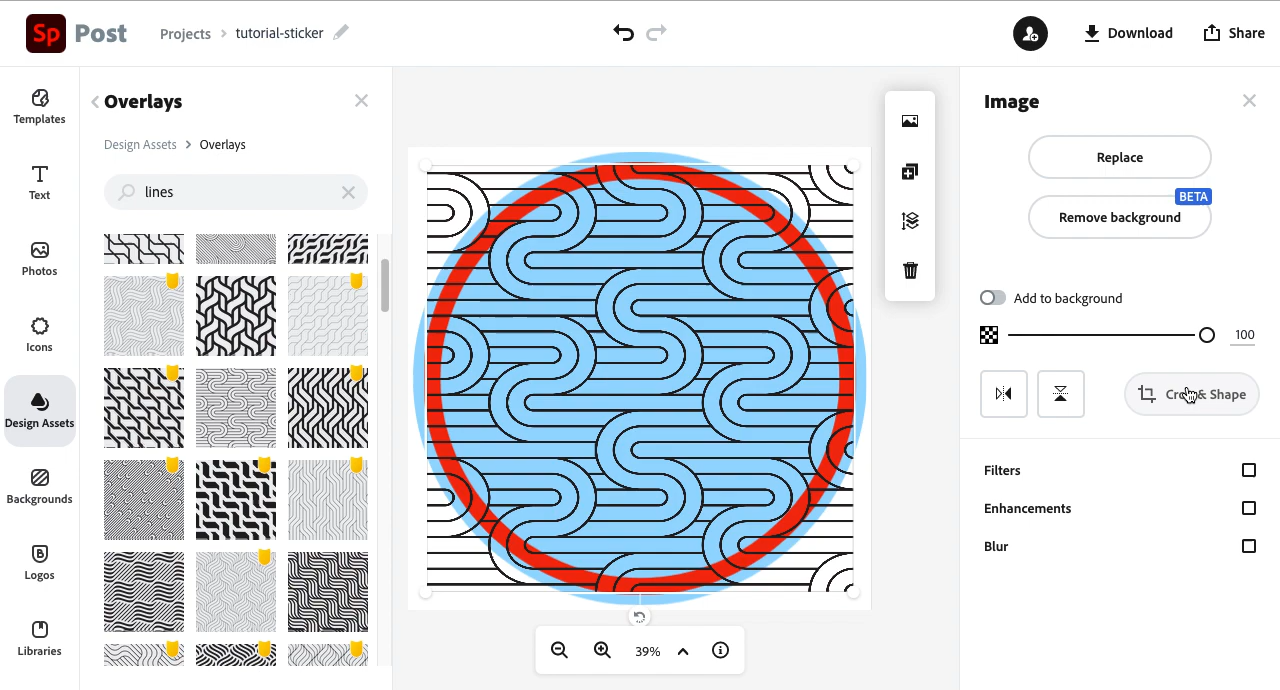 Sp Post
Projects > tutorial-sticker
Download
Share
Templates
Text
Photos
Icons
Design Assets
Backgrounds
Logos
Libraries
Overlays
Design Assets > Overlays
lines
39%
Image
Replace
BETA
Remove background
Add to background
100
Crop & Shape
Filters
Enhancements
Blur